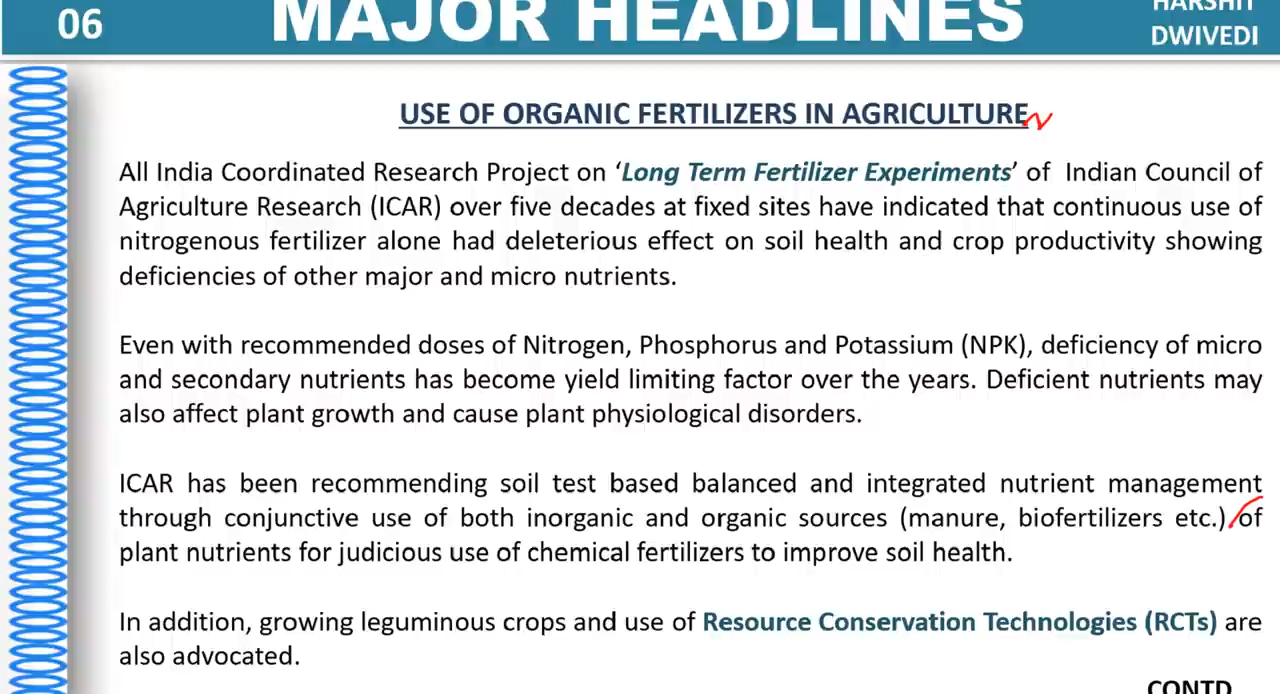 06
MAJOR HEADLINES
HARSHIT
DWIVEDI
USE OF ORGANIC FERTILIZERS IN AGRICULTURE
All India Coordinated Research Project on ‘Long Term Fertilizer Experiments’ of Indian Council of
Agriculture Research (ICAR) over five decades at fixed sites have indicated that continuous use of
nitrogenous fertilizer alone had deleterious effect on soil health and crop productivity showing
deficiencies of other major and micro nutrients.
Even with recommended doses of Nitrogen, Phosphorus and Potassium (NPK), deficiency of micro
and secondary nutrients has become yield limiting factor over the years. Deficient nutrients may
also affect plant growth and cause plant physiological disorders.
ICAR has been recommending soil test based balanced and integrated nutrient management
through conjunctive use of both inorganic and organic sources (manure, biofertilizers etc.) of
plant nutrients for judicious use of chemical fertilizers to improve soil health.
In addition, growing leguminous crops and use of Resource Conservation Technologies (RCTs) are
also advocated.
CONTD